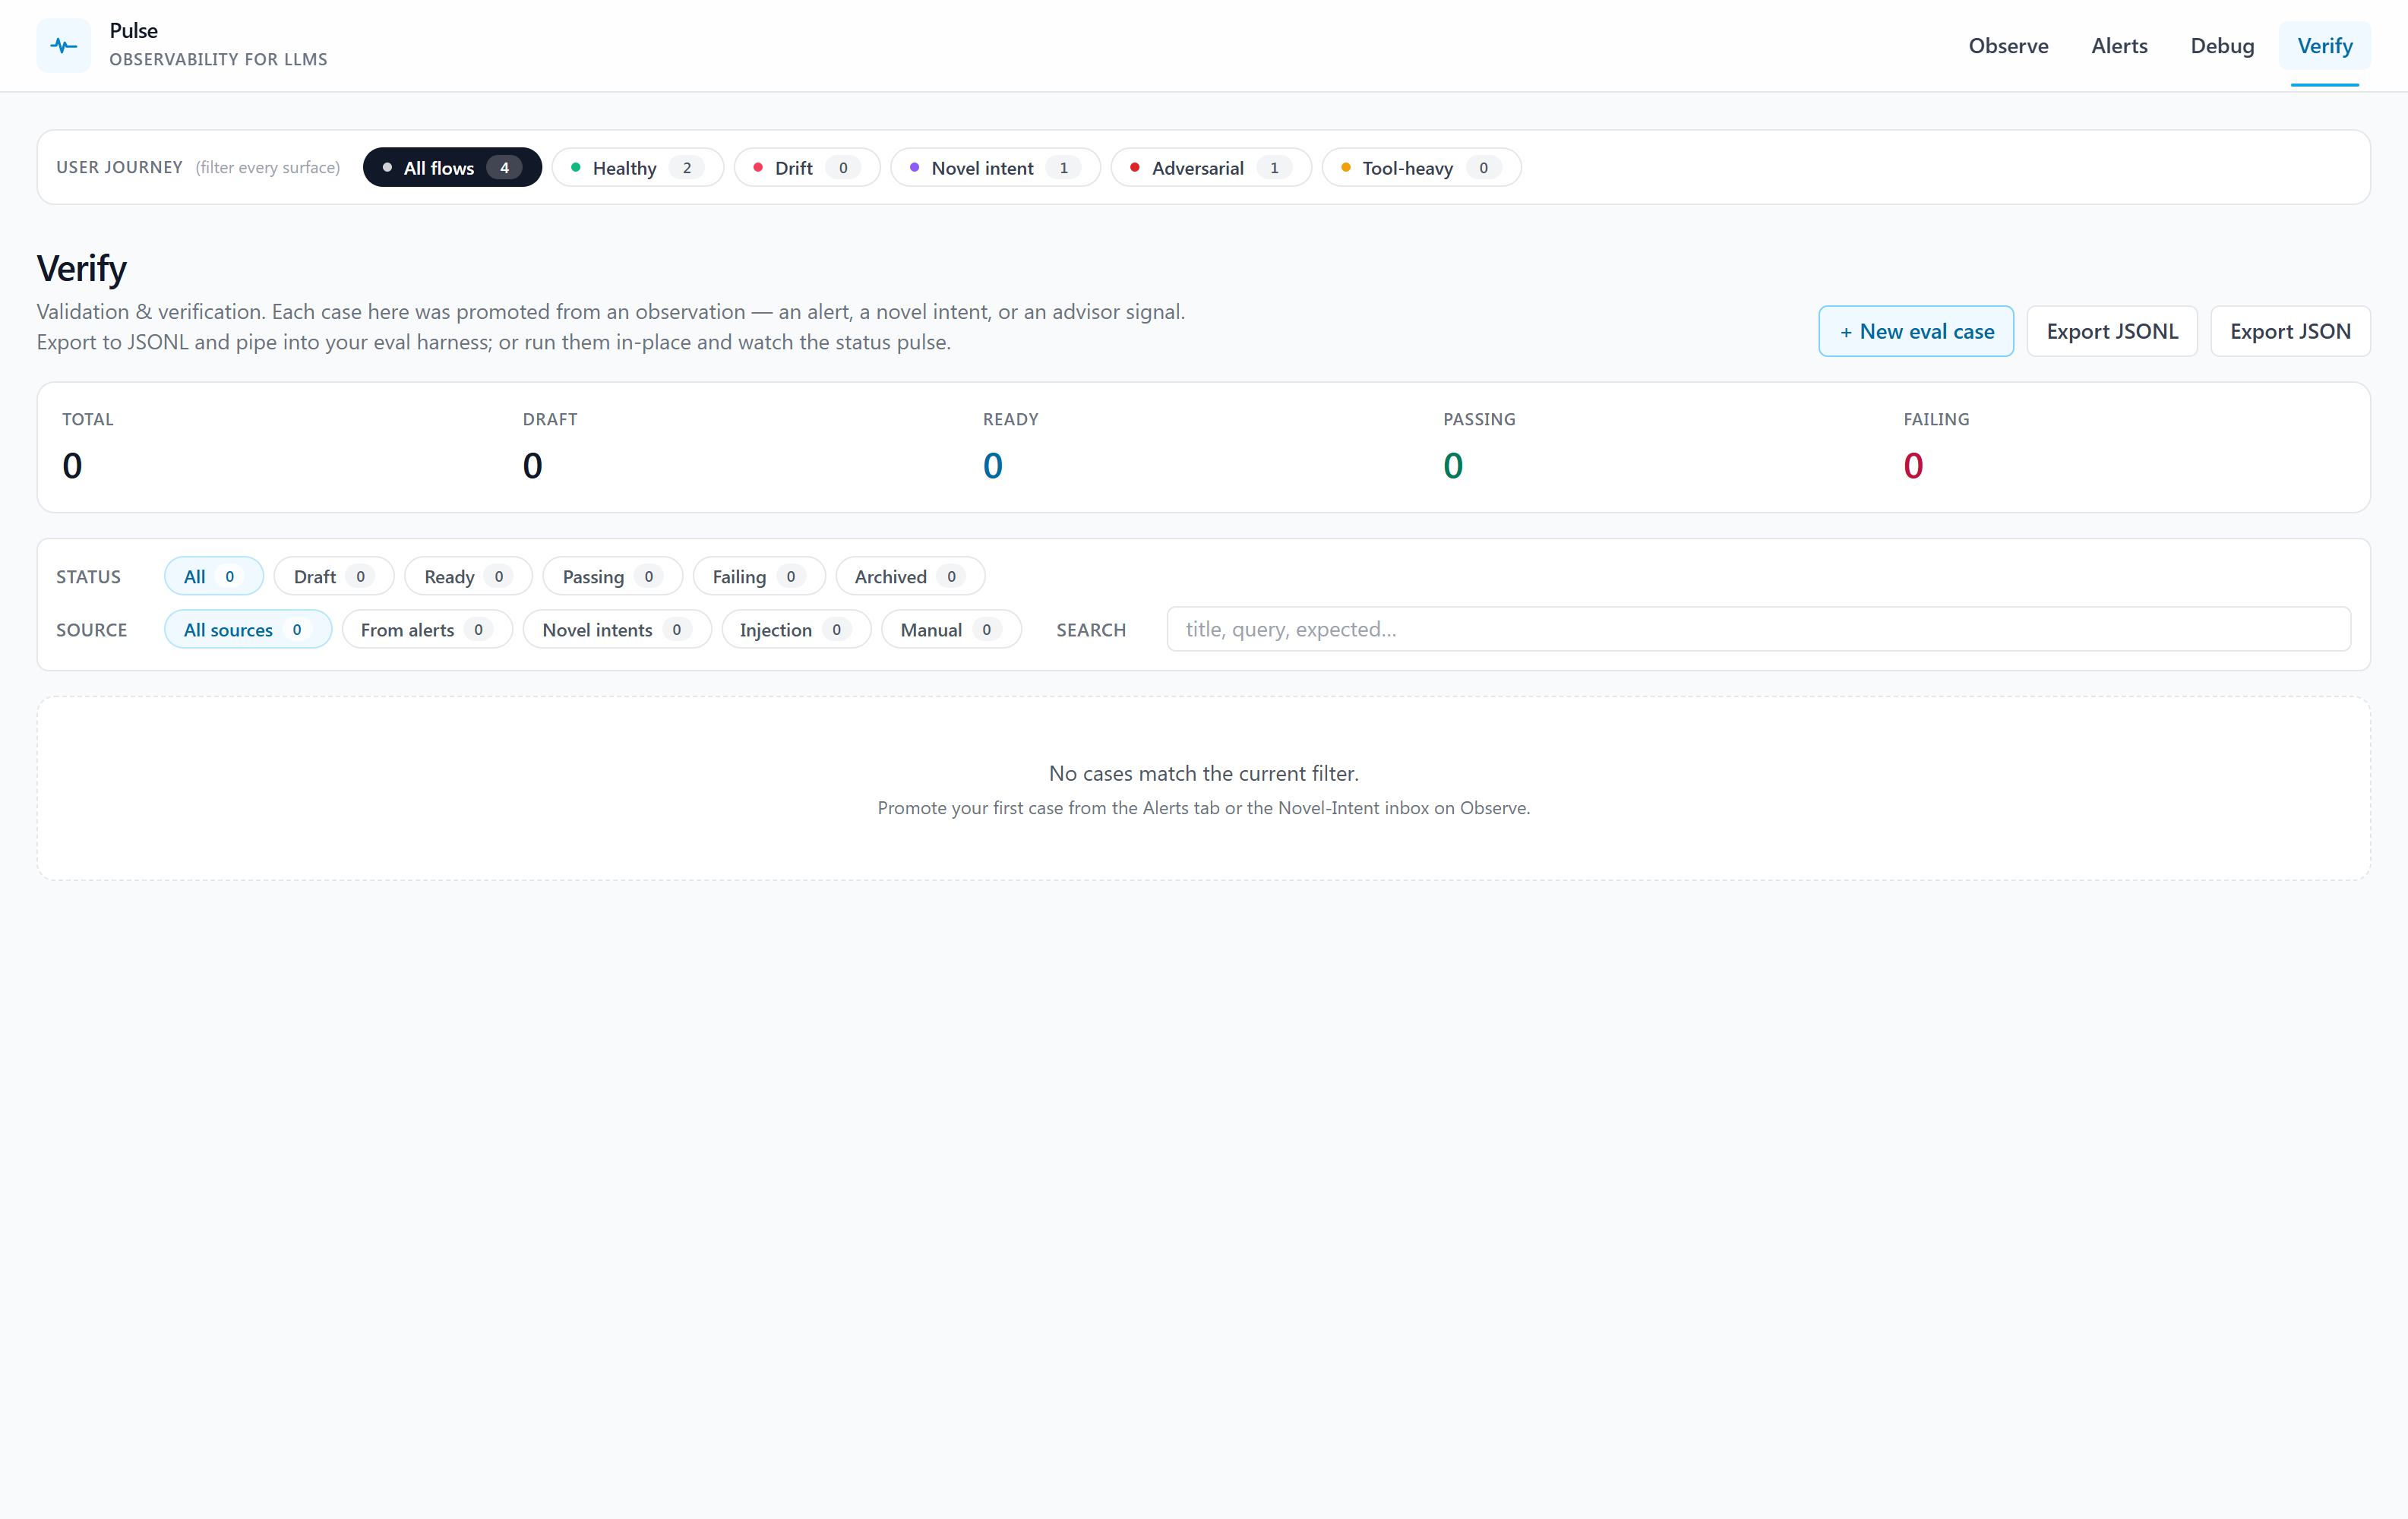 Pulse
OBSERVABILITY FOR LLMS
Observe Alerts Debug Verify
USER JOURNEY (filter every surface) All flows 4 Healthy 2 Drift 0 Novel intent 1 Adversarial 1 Tool-heavy 0
Verify
Validation & verification. Each case here was promoted from an observation — an alert, a novel intent, or an advisor signal.
Export to JSONL and pipe into your eval harness; or run them in-place and watch the status pulse.
+ New eval case Export JSONL Export JSON
TOTAL DRAFT READY PASSING FAILING
0 0 0 0 0
STATUS All 0 Draft 0 Ready 0 Passing 0 Failing 0 Archived 0
SOURCE All sources 0 From alerts 0 Novel intents 0 Injection 0 Manual 0 SEARCH title, query, expected...
No cases match the current filter.
Promote your first case from the Alerts tab or the Novel-Intent inbox on Observe.